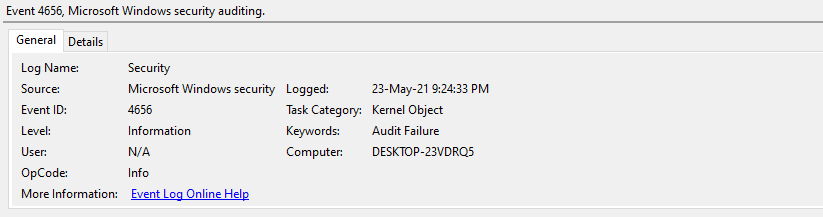 Event 4656, Microsoft Windows security auditing.
General Details
Log Name: Security
Source: Microsoft Windows security Logged: 23-May-21 9:24:33 PM
Event ID: 4656 Task Category: Kernel Object
Level: Information Keywords: Audit Failure
User: N/A Computer: DESKTOP-23VDRQ5
OpCode: Info
More Information: Event Log Online Help